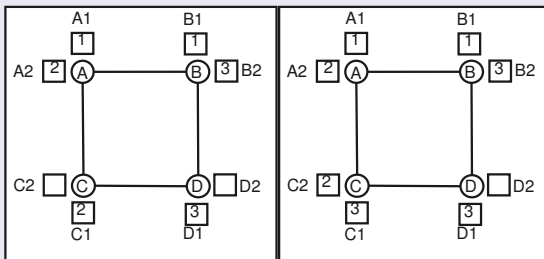 A1 B1
1 1
A2 2 A B 3 B2
C2 C D D2
2 3
C1 D1
A1 B1
1 1
A2 2 A B 3 B2
C2 2 C D D2
3 3
C1 D1